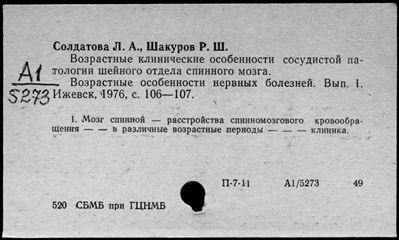 Солдатова Л. А., Шакуров Р. Ш.
Возрастные клинические особенности сосудистой па-
тологии шейного отдела спинного мозга.
А1
5273
Возрастные особенности нервных болезней. Вып. 1.
Ижевск, 1976, с. 106—107.
1. Мозг спинной — расстройства спинномозгового кровообра-
щения — — в различные возрастные периоды — — — клиника.
П-7-11 А1/5273 49
520 СБМБ при ГЦНМБ